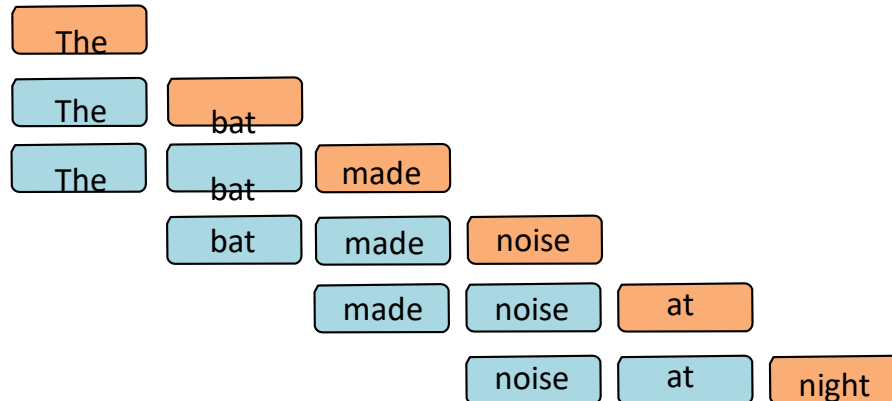 The
The bat
The bat made
bat made noise
made noise at
noise at night